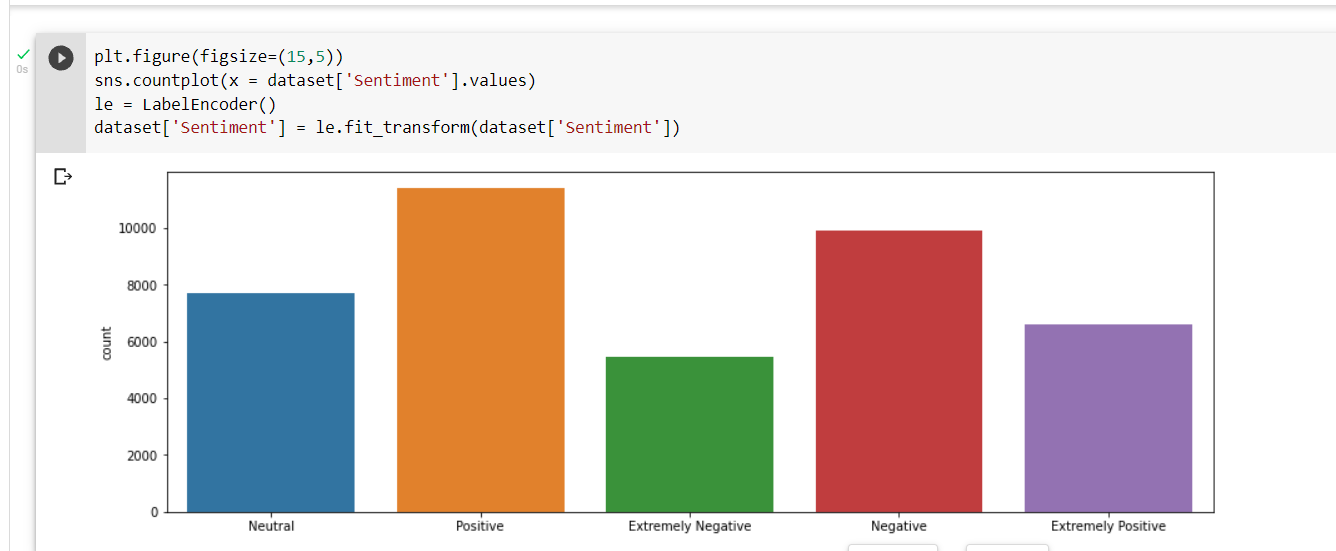 plt.figure(figsize=(15,5))
0s
sns.countplot(x = dataset['Sentiment'].values)
le = LabelEncoder()
dataset['Sentiment'] = le.fit_transform(dataset['Sentiment'])
10000
8000
6000
4000
2000
0
count
Neutral Positive Extremely Negative Negative Extremely Positive